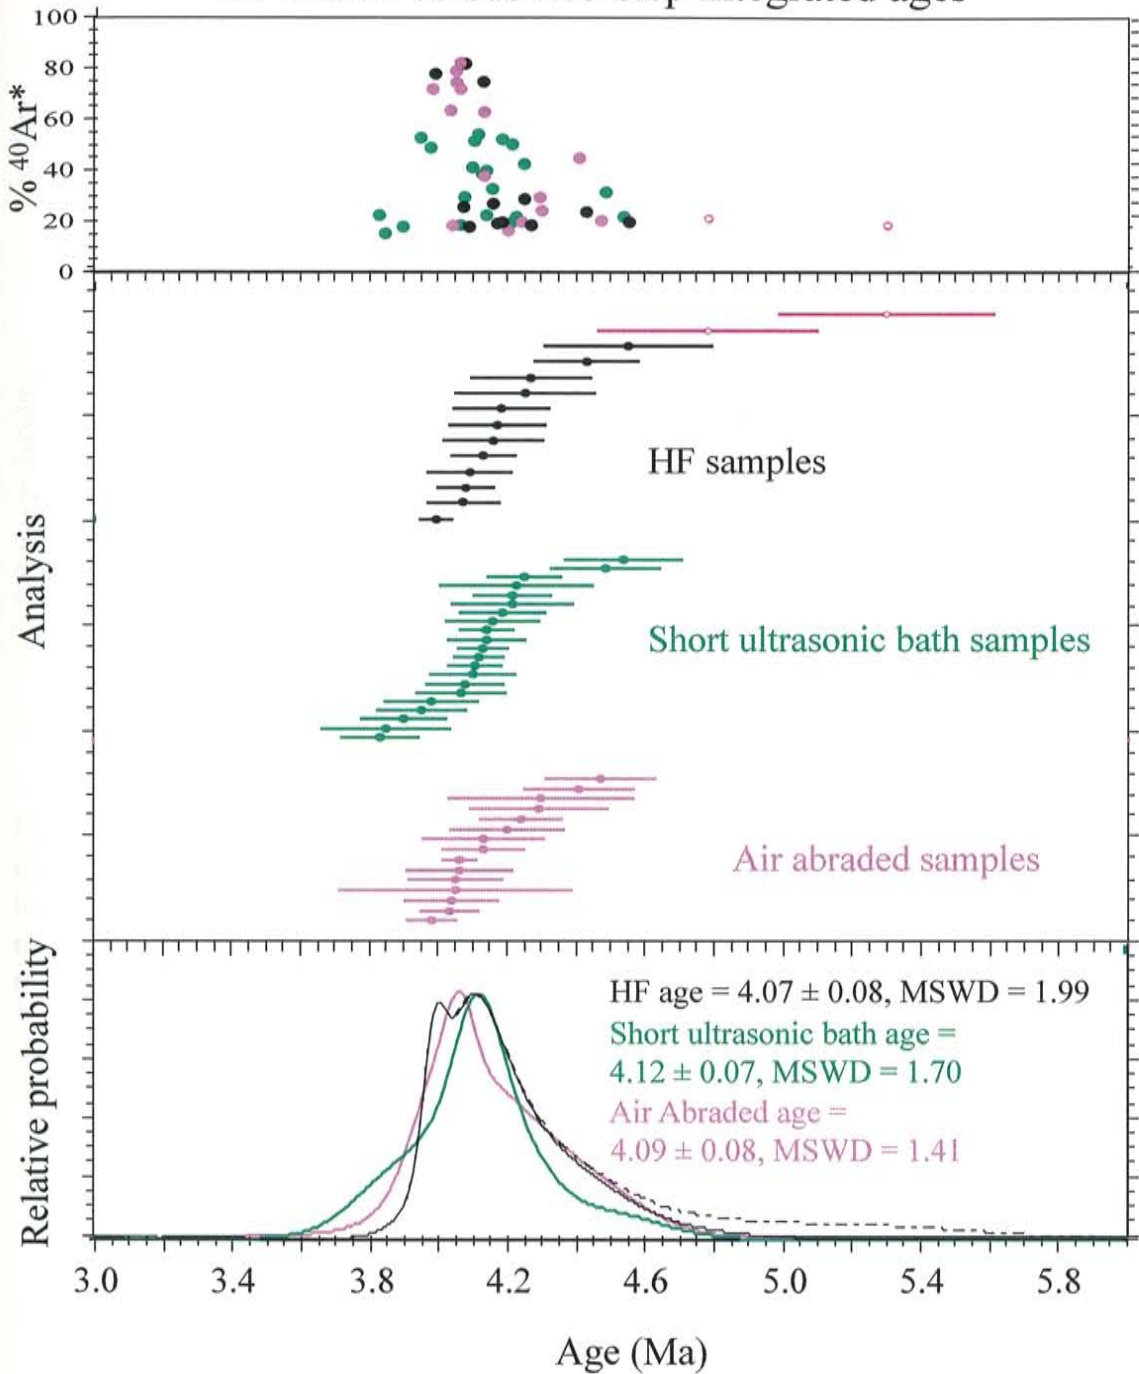 integrated ages
100
80
60
40
20
0
% ⁴⁰Ar*
HF samples
Short ultrasonic bath samples
Air abraded samples
Analysis
HF age = 4.07 ± 0.08, MSWD = 1.99
Short ultrasonic bath age =
4.12 ± 0.07, MSWD = 1.70
Air Abraded age =
4.09 ± 0.08, MSWD = 1.41
Relative probability
3.0 3.4 3.8 4.2 4.6 5.0 5.4 5.8
Age (Ma)